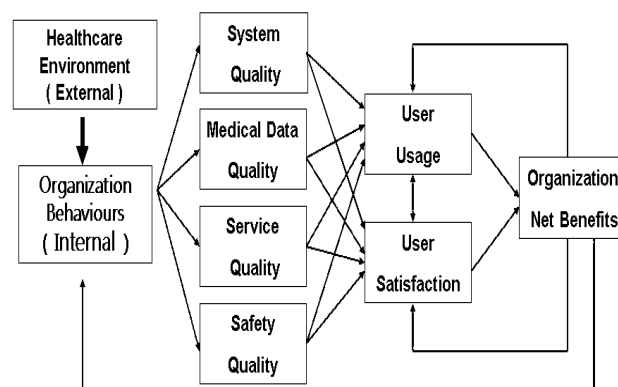 Healthcare
Environment
( External )
Organization
Behaviours
( Internal )
System
Quality
Medical Data
Quality
Service
Quality
Safety
Quality
User
Usage
User
Satisfaction
Organization
Net Benefits